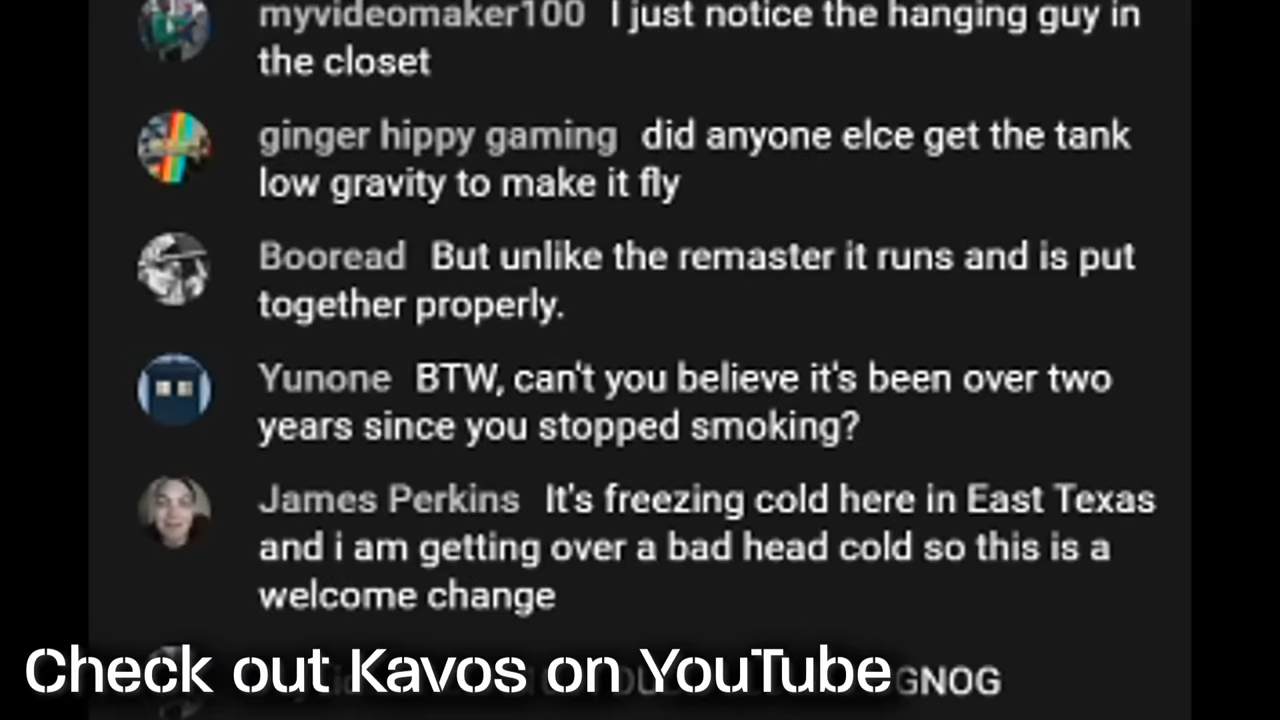 myvideomaker100 I just notice the hanging guy in
the closet
ginger hippy gaming did anyone elce get the tank
low gravity to make it fly
Booread But unlike the remaster it runs and is put
together properly.
Yunone BTW, can't you believe it's been over two
years since you stopped smoking?
James Perkins It's freezing cold here in East Texas
and i am getting over a bad head cold so this is a
welcome change
Check out Kavos on YouTube